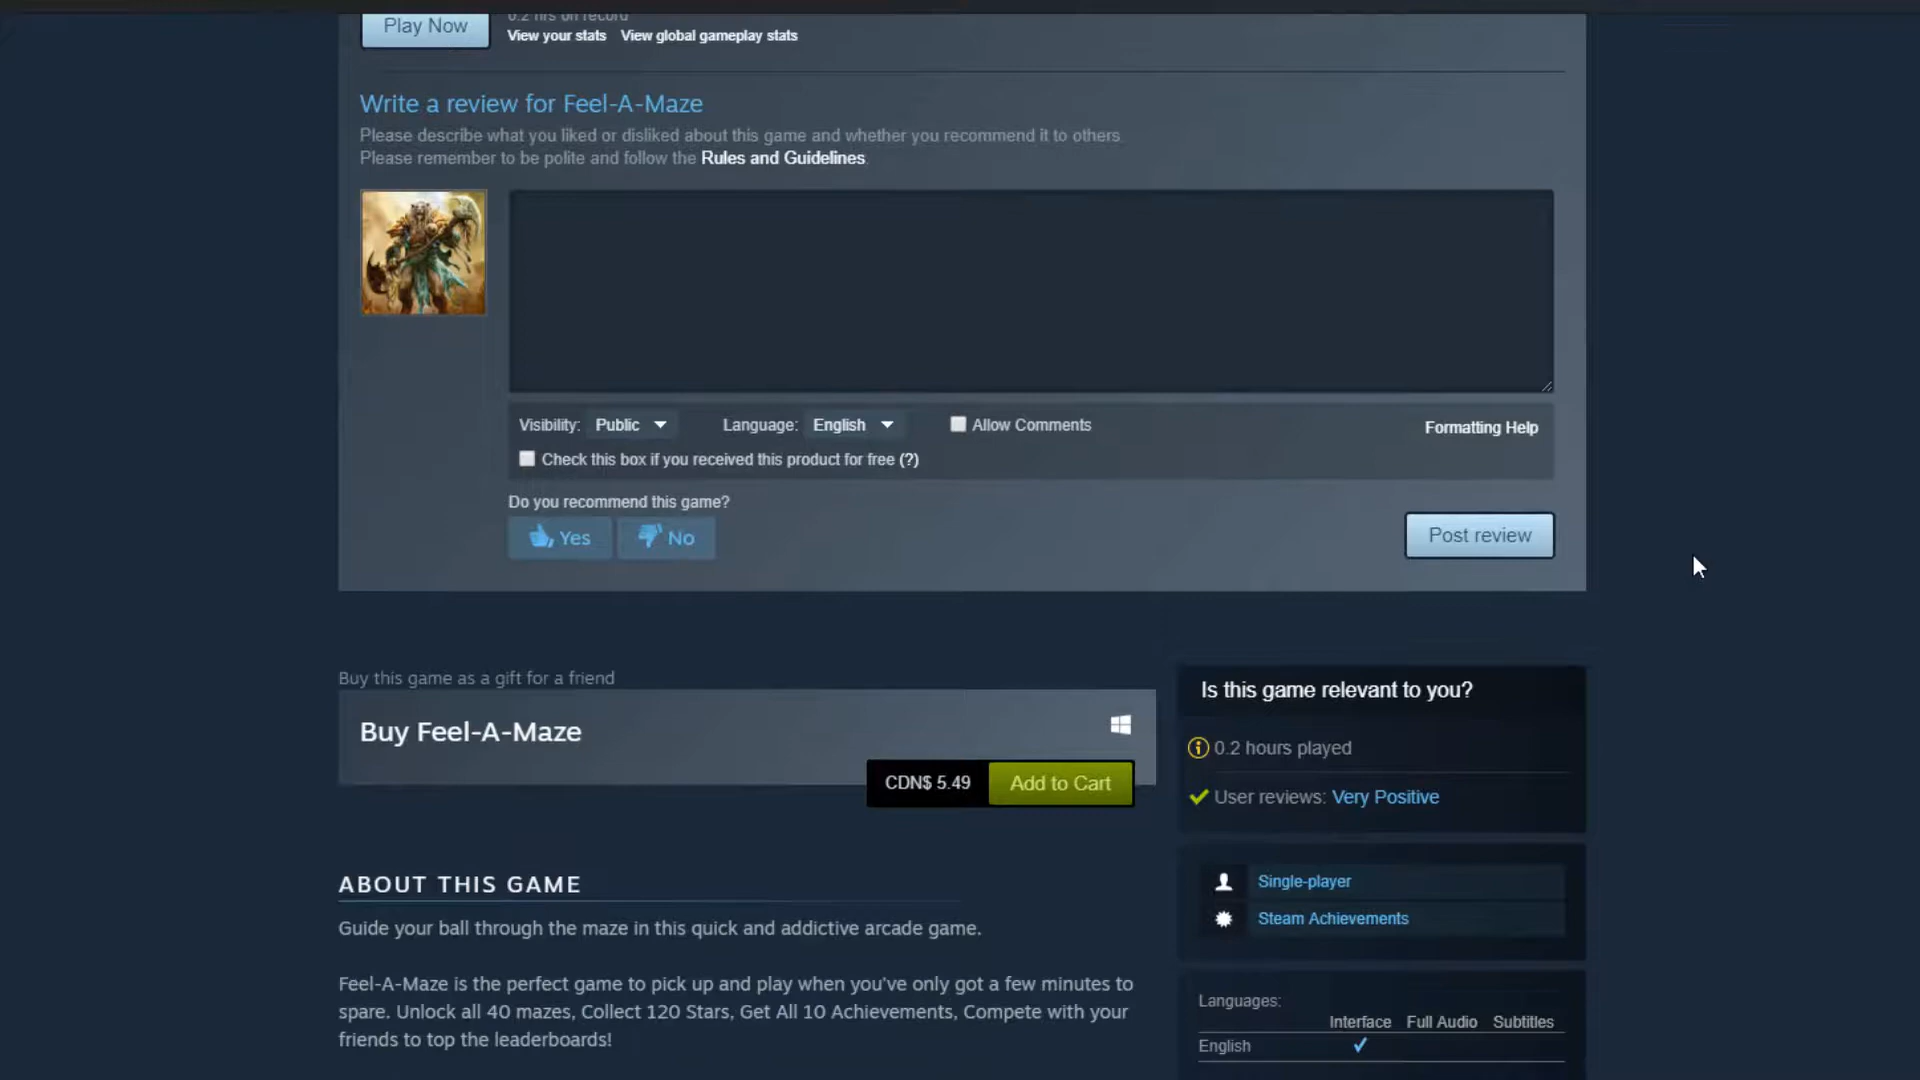 Play Now
0.2 hrs on record
View your stats View global gameplay stats
Write a review for Feel-A-Maze
Please describe what you liked or disliked about this game and whether you recommend it to others.
Please remember to be polite and follow the Rules and Guidelines.
Visibility: Public Language: English Allow Comments Formatting Help
Check this box if you received this product for free (?)
Do you recommend this game?
Yes No Post review
Buy this game as a gift for a friend
Buy Feel-A-Maze
CDN$ 5.49 Add to Cart
Is this game relevant to you?
0.2 hours played
User reviews: Very Positive
Single-player
Steam Achievements
ABOUT THIS GAME
Guide your ball through the maze in this quick and addictive arcade game.
Feel-A-Maze is the perfect game to pick up and play when you've only got a few minutes to
spare. Unlock all 40 mazes, Collect 120 Stars, Get All 10 Achievements, Compete with your
friends to top the leaderboards!
Languages:
Interface Full Audio Subtitles
English